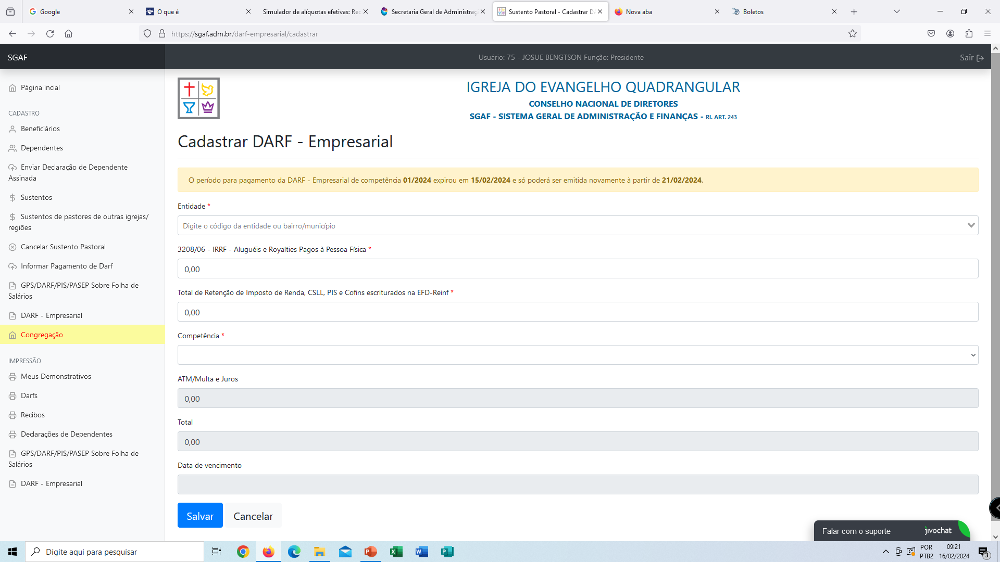 Google
O que é
Simulador de alíquotas efetivas: Rec
Secretaria Geral de Administraçã
Sustento Pastoral - Cadastrar DA
Nova aba
Boletos
https://sgaf.adm.br/darf-empresarial/cadastrar
SGAF
Usuário: 75 - JOSUE BENGTSON Função: Presidente
Sair
Página incial
CADASTRO
Beneficiários
Dependentes
Enviar Declaração de Dependente
Assinada
Sustentos
Sustentos de pastores de outras igrejas/
regiões
Cancelar Sustento Pastoral
Informar Pagamento de Darf
GPS/DARF/PIS/PASEP Sobre Folha de
Salários
DARF - Empresarial
Congregação
IMPRESSÃO
Meus Demonstrativos
Darfs
Recibos
Declarações de Dependentes
GPS/DARF/PIS/PASEP Sobre Folha de
Salários
DARF - Empresarial
IGREJA DO EVANGELHO QUADRANGULAR
CONSELHO NACIONAL DE DIRETORES
SGAF - SISTEMA GERAL DE ADMINISTRAÇÃO E FINANÇAS - RI. ART. 243
Cadastrar DARF - Empresarial
O período para pagamento da DARF - Empresarial de competência 01/2024 expirou em 15/02/2024 e só poderá ser emitida novamente à partir de 21/02/2024.
Entidade *
Digite o código da entidade ou bairro/município
3208/06 - IRRF - Aluguéis e Royalties Pagos à Pessoa Física *
0,00
Total de Retenção de Imposto de Renda, CSLL, PIS e Cofins escriturados na EFD-Reinf *
0,00
Competência *
ATM/Multa e Juros
0,00
Total
0,00
Data de vencimento
Salvar
Cancelar
Falar com o suporte
jivochat
Digite aqui para pesquisar
POR
PTB2
09:21
16/02/2024
3